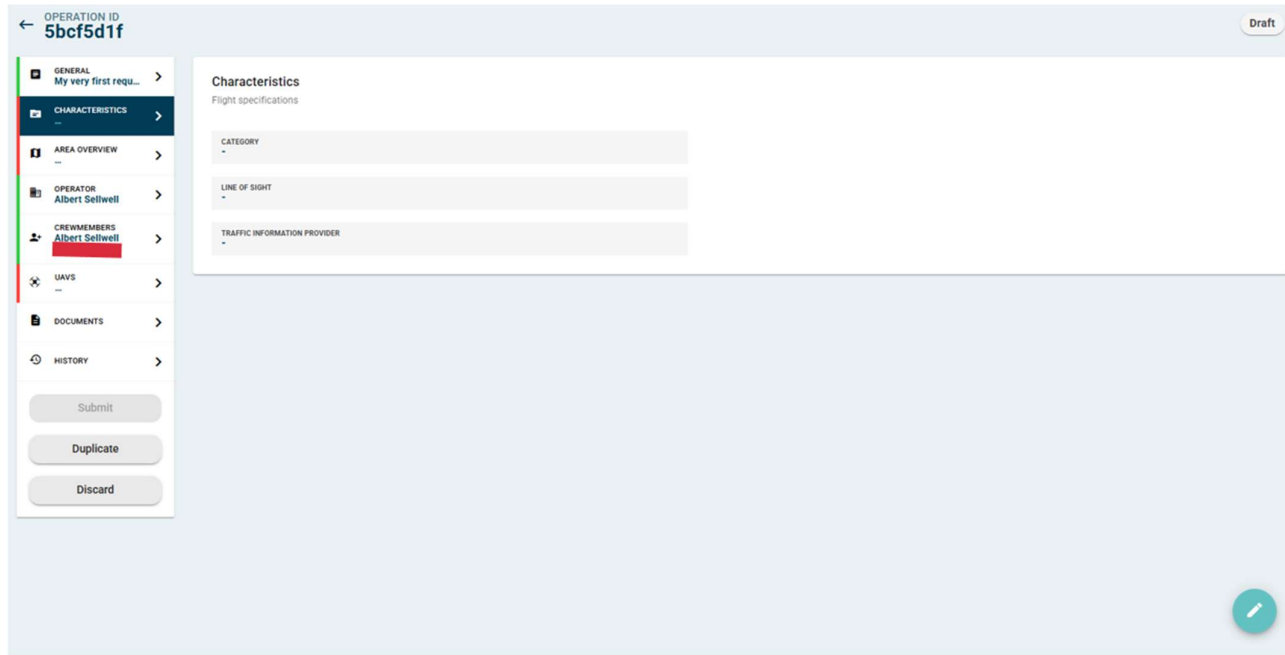 OPERATION ID
5bcf5d1f
Draft
GENERAL
My very first requ...
CHARACTERISTICS
--
AREA OVERVIEW
--
OPERATOR
Albert Sellwell
CREWMEMBERS
Albert Sellwell
UAVS
--
DOCUMENTS
HISTORY
Submit
Duplicate
Discard
Characteristics
Flight specifications
CATEGORY
-
LINE OF SIGHT
-
TRAFFIC INFORMATION PROVIDER
-